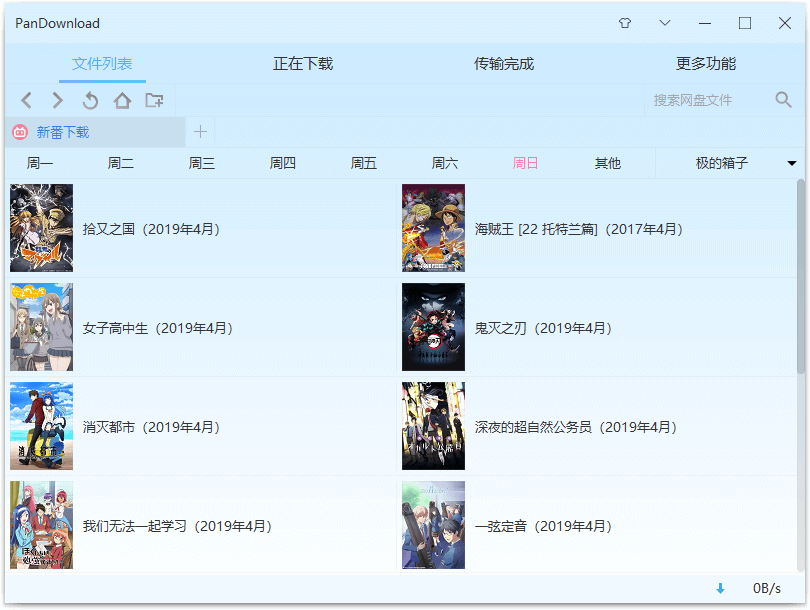 PanDownload
文件列表
正在下载
传输完成
更多功能
搜索网盘文件
新番下载
周一 周二 周三 周四 周五 周六 周日 其他 极的箱子
拾又之国（2019年4月）
海贼王 [22 托特兰篇]（2017年4月）
女子高中生（2019年4月）
鬼灭之刃（2019年4月）
消灭都市（2019年4月）
深夜的超自然公务员（2019年4月）
我们无法一起学习（2019年4月）
一弦定音（2019年4月）
0B/s